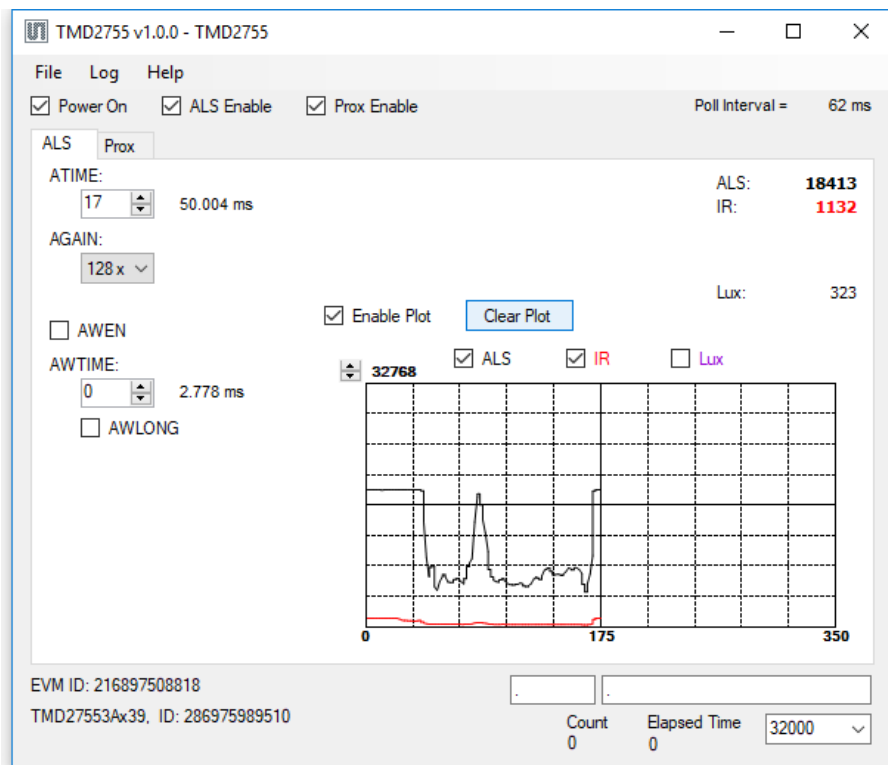 TMD2755 v1.0.0 - TMD2755
File Log Help
Power On ALS Enable Prox Enable Poll Interval = 62 ms
ALS Prox
ATIME:
17 50.004 ms
ALS: 18413
IR: 1132
AGAIN:
128 x
Lux: 323
Enable Plot Clear Plot
AWEN
ALS IR Lux
AWTIME:
0 2.778 ms
32768
AWLONG
0 175 350
EVM ID: 216897508818
. .
TMD27553Ax39, ID: 286975989510
Count Elapsed Time 32000
0 0